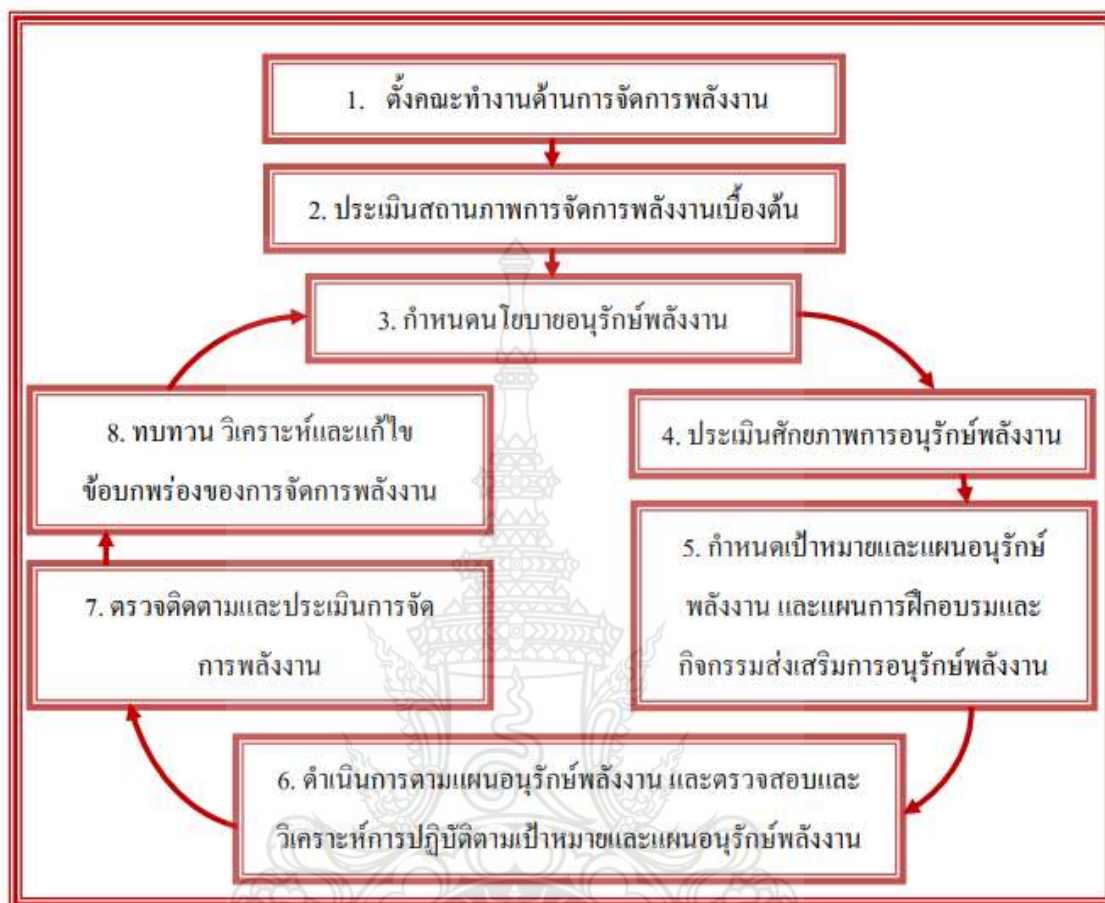 1. ตั้งคณะทำงานด้านการจัดการพลังงาน
2. ประเมินสถานภาพการจัดการพลังงานเบื้องต้น
3. กำหนดนโยบายอนุรักษ์พลังงาน
4. ประเมินศักยภาพการอนุรักษ์พลังงาน
5. กำหนดเป้าหมายและแผนอนุรักษ์
พลังงาน และแผนการฝึกอบรมและ
กิจกรรมส่งเสริมการอนุรักษ์พลังงาน
6. ดำเนินการตามแผนอนุรักษ์พลังงาน และตรวจสอบและ
วิเคราะห์การปฏิบัติตามเป้าหมายและแผนอนุรักษ์พลังงาน
7. ตรวจติดตามและประเมินการจัด
การพลังงาน
8. ทบทวน วิเคราะห์และแก้ไข
ข้อบกพร่องของการจัดการพลังงาน